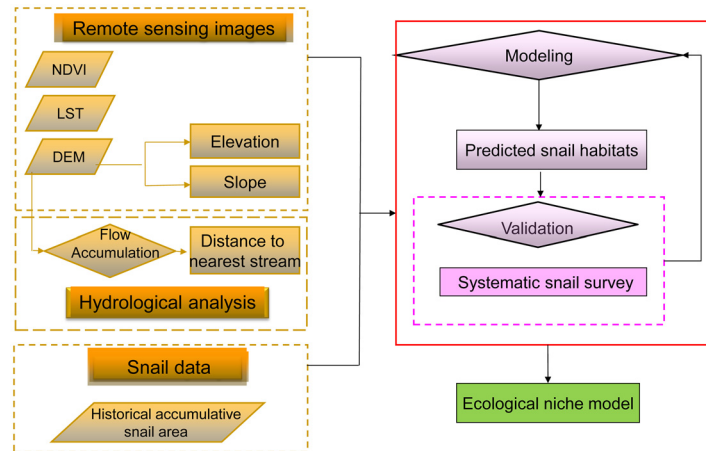 Remote sensing images
NDVI
LST
DEM
Elevation
Slope
Flow
Accumulation
Distance to
nearest stream
Hydrological analysis
Snail data
Historical accumulative
snail area
Modeling
Predicted snail habitats
Validation
Systematic snail survey
Ecological niche model